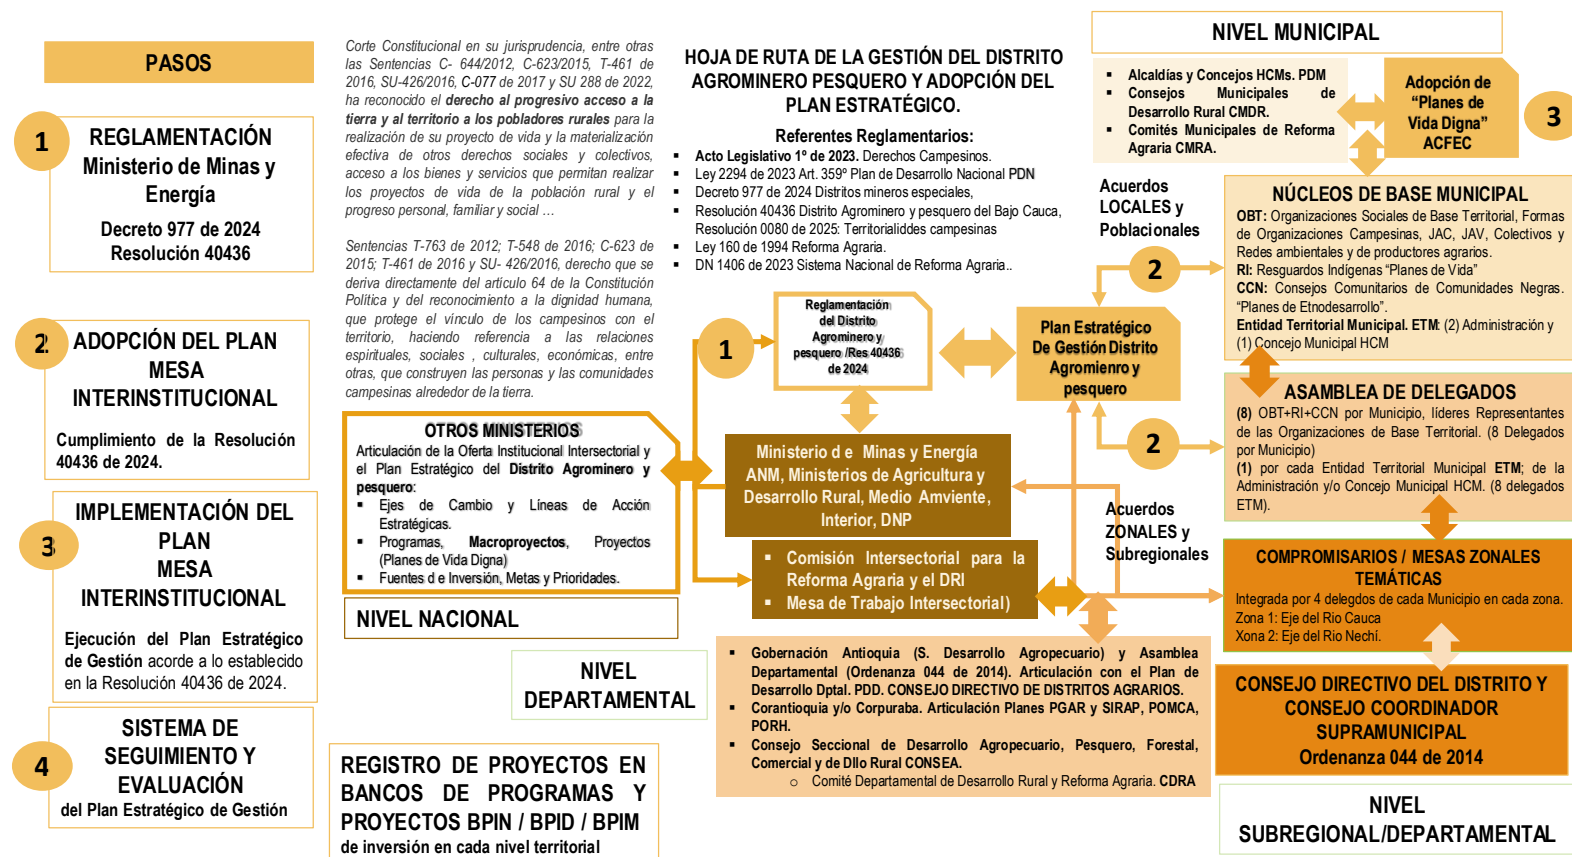 PASOS
1
REGLAMENTACIÓN
Ministerio de Minas y
Energía
Decreto 977 de 2024
Resolución 40436
2
ADOPCIÓN DEL PLAN
MESA
INTERINSTITUCIONAL
Cumplimiento de la Resolución
40436 de 2024.
3
IMPLEMENTACIÓN DEL
PLAN
MESA
INTERINSTITUCIONAL
Ejecución del Plan Estratégico
de Gestión acorde a lo establecido
en la Resolución 40436 de 2024.
4
SISTEMA DE
SEGUIMIENTO Y
EVALUACIÓN
del Plan Estratégico de Gestión
Corte Constitucional en su jurisprudencia, entre otras
las Sentencias C- 644/2012, C-623/2015, T-461 de
2016, SU-426/2016, C-077 de 2017 y SU 288 de 2022,
ha reconocido el derecho al progresivo acceso a la
tierra y al territorio a los pobladores rurales para la
realización de su proyecto de vida y la materialización
efectiva de otros derechos sociales y colectivos,
acceso a los bienes y servicios que permitan realizar
los proyectos de vida de la población rural y el
progreso personal, familiar y social …
Sentencias T-763 de 2012; T-548 de 2016; C-623 de
2015; T-461 de 2016 y SU- 426/2016, derecho que se
deriva directamente del artículo 64 de la Constitución
Política y del reconocimiento a la dignidad humana,
que protege el vínculo de los campesinos con el
territorio, haciendo referencia a las relaciones
espirituales, sociales , culturales, económicas, entre
otras, que construyen las personas y las comunidades
campesinas alrededor de la tierra.
OTROS MINISTERIOS
Articulación de la Oferta Institucional Intersectorial y
el Plan Estratégico del Distrito Agrominero y
pesquero:
▪ Ejes de Cambio y Líneas de Acción
Estratégicas.
▪ Programas, Macroproyectos, Proyectos
(Planes de Vida Digna)
▪ Fuentes d e Inversión, Metas y Prioridades.
NIVEL NACIONAL
NIVEL
DEPARTAMENTAL
REGISTRO DE PROYECTOS EN
BANCOS DE PROGRAMAS Y
PROYECTOS BPIN / BPID / BPIM
de inversión en cada nivel territorial
HOJA DE RUTA DE LA GESTIÓN DEL DISTRITO
AGROMINERO PESQUERO Y ADOPCIÓN DEL
PLAN ESTRATÉGICO.
Referentes Reglamentarios:
▪ Acto Legislativo 1º de 2023. Derechos Campesinos.
▪ Ley 2294 de 2023 Art. 359º Plan de Desarrollo Nacional PDN
▪ Decreto 977 de 2024 Distritos mineros especiales,
▪ Resolución 40436 Distrito Agrominero y pesquero del Bajo Cauca,
Resolución 0080 de 2025: Territorialiddes campesinas
▪ Ley 160 de 1994 Reforma Agraria.
▪ DN 1406 de 2023 Sistema Nacional de Reforma Agraria..
1
Reglamentación
del Distrito
Agrominero y
pesquero /Res 40436
de 2024
Plan Estratégico
De Gestión Distrito
Agromienro y
pesquero
Ministerio d e Minas y Energía
ANM, Ministerios de Agricultura y
Desarrollo Rural, Medio Amviente,
Interior, DNP
▪ Comisión Intersectorial para la
Reforma Agraria y el DRI
▪ Mesa de Trabajo Intersectorial)
▪ Gobernación Antioquia (S. Desarrollo Agropecuario) y Asamblea
Departamental (Ordenanza 044 de 2014). Articulación con el Plan de
Desarrollo Dptal. PDD. CONSEJO DIRECTIVO DE DISTRITOS AGRARIOS.
▪ Corantioquia y/o Corpuraba. Articulación Planes PGAR y SIRAP, POMCA,
PORH.
▪ Consejo Seccional de Desarrollo Agropecuario, Pesquero, Forestal,
Comercial y de Dllo Rural CONSEA.
o Comité Departamental de Desarrollo Rural y Reforma Agraria. CDRA
NIVEL MUNICIPAL
▪ Alcaldías y Concejos HCMs. PDM
▪ Consejos Municipales de
Desarrollo Rural CMDR.
▪ Comités Municipales de Reforma
Agraria CMRA.
Adopción de
“Planes de
Vida Digna”
ACFEC
3
Acuerdos
LOCALES y
Poblacionales
2
2
Acuerdos
ZONALES y
Subregionales
NÚCLEOS DE BASE MUNICIPAL
OBT: Organizaciones Sociales de Base Territorial, Formas
de Organizaciones Campesinas, JAC, JAV, Colectivos y
Redes ambientales y de productores agrarios.
RI: Resguardos Indígenas “Planes de Vida”
CCN: Consejos Comunitarios de Comunidades Negras.
“Planes de Etnodesarrollo”.
Entidad Territorial Municipal. ETM: (2) Administración y
(1) Concejo Municipal HCM
ASAMBLEA DE DELEGADOS
(8) OBT+RI+CCN por Municipio, líderes Representantes
de las Organizaciones de Base Territorial. (8 Delegados
por Municipio)
(1) por cada Entidad Territorial Municipal ETM; de la
Administración y/o Concejo Municipal HCM. (8 delegados
ETM).
COMPROMISARIOS / MESAS ZONALES
TEMÁTICAS
Integrada por 4 delegdos de cada Municipio en cada zona.
Zona 1: Eje del Rio Cauca
Xona 2: Eje del Rio Nechí.
CONSEJO DIRECTIVO DEL DISTRITO Y
CONSEJO COORDINADOR
SUPRAMUNICIPAL
Ordenanza 044 de 2014
NIVEL
SUBREGIONAL/DEPARTAMENTAL